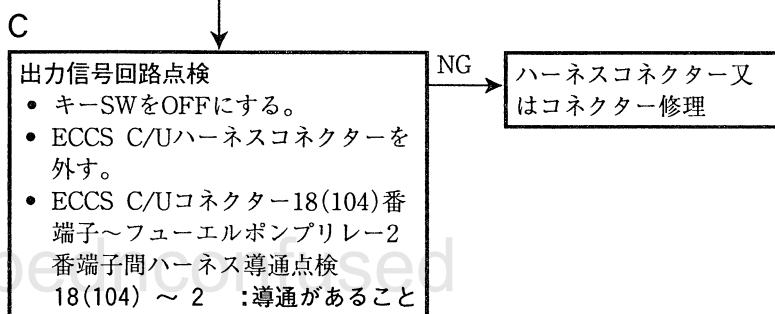 C
出力信号回路点検
• キーSWをOFFにする。
• ECCS C/Uハーネスコネクターを
外す。
• ECCS C/Uコネクター18(104)番
端子～フューエルポンプリレー2
番端子間ハーネス導通点検
18(104) ～ 2 :導通があること
NG
ハーネスコネクター又
はコネクター修理